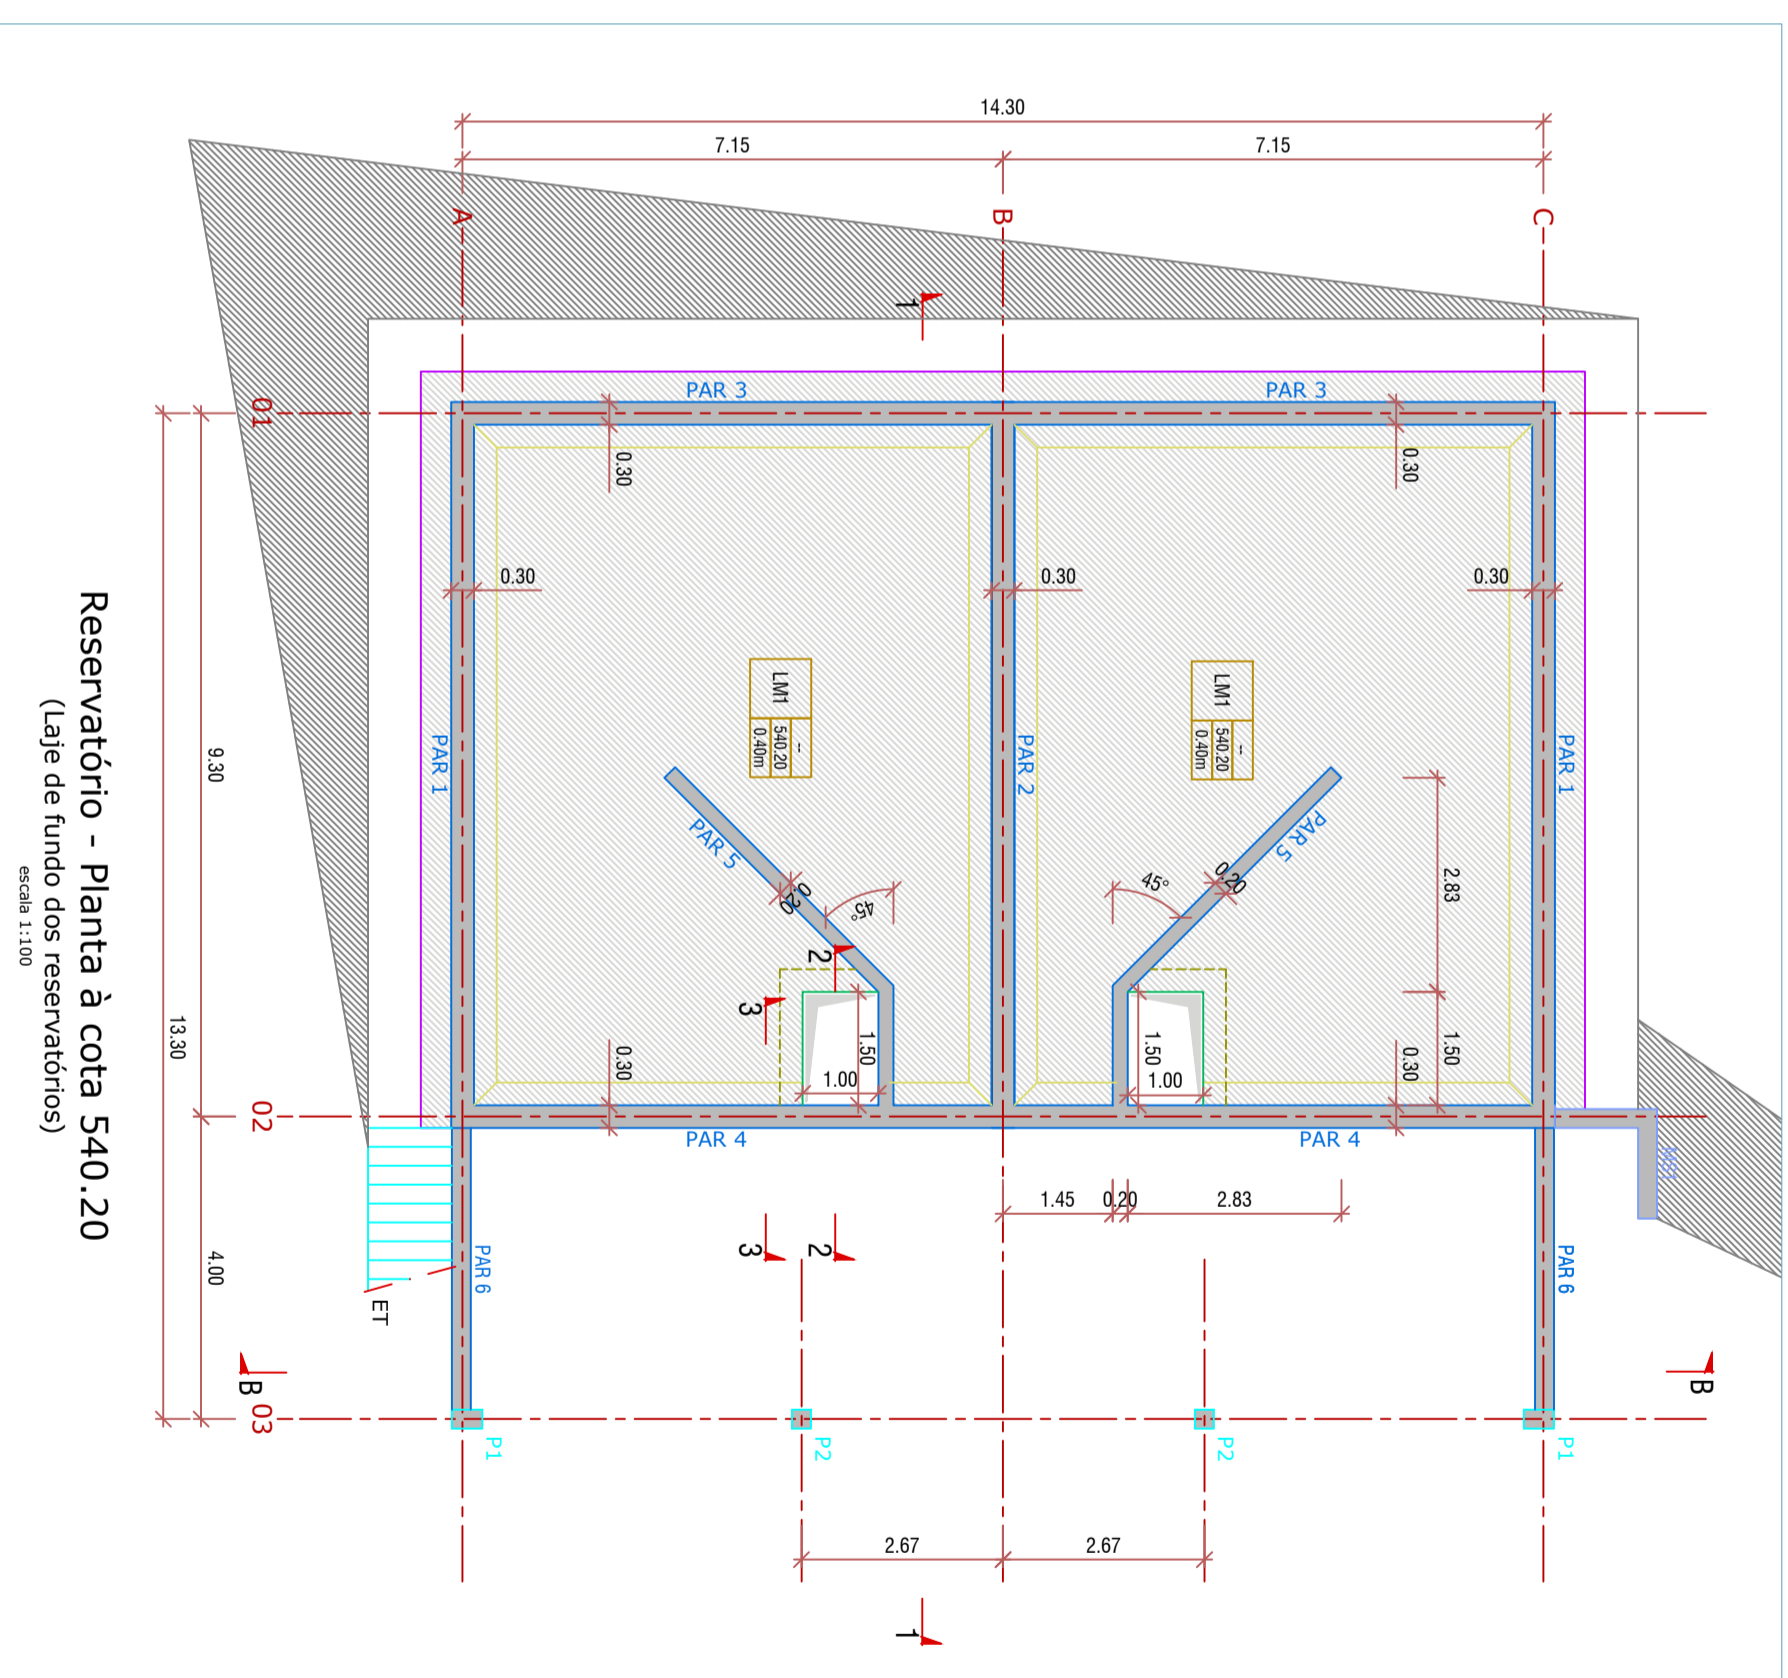 14.30
7.15
7.15
A
B
C
1
PAR 3
PAR 3
01
0.30
0.30
0.30
0.30
0.30
LM1
--
540.20
0.40m
LM1
--
540.20
0.40m
PAR 1
PAR 2
PAR 1
9.30
PAR 5
PAR 5
0.20
0.20
45°
45°
2.83
2
3
1.50
1.50
1.50
1.00
1.00
0.30
0.30
13.30
02
PAR 4
PAR 4
1.45
0.20
2.83
3
2
PAR 6
PAR 6
4.00
ET
B
B
03
P1
P2
P2
P1
2.67
2.67
1
Reservatório - Planta à cota 540.20
(Laje de fundo dos reservatórios)
escala 1:100